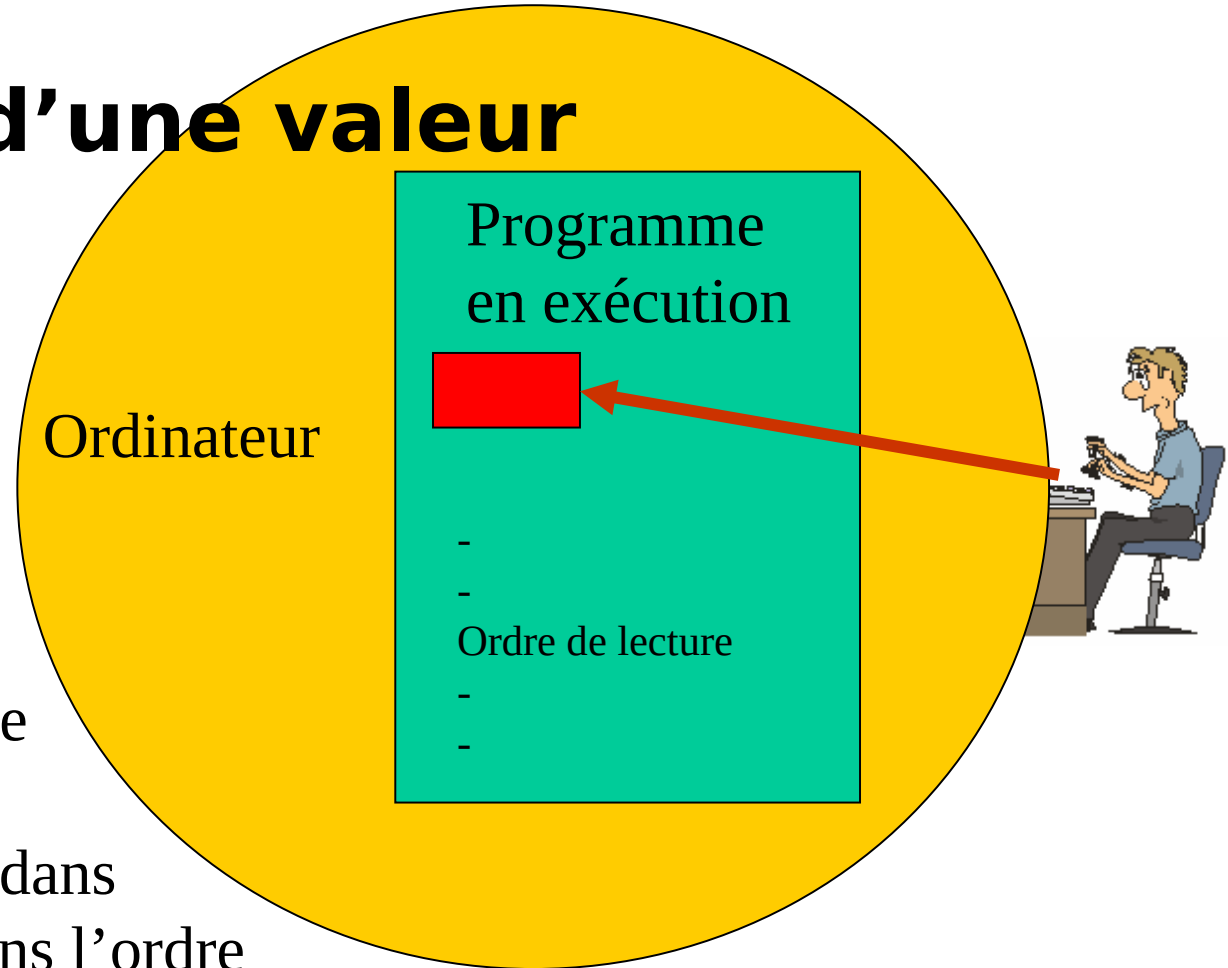 d’une valeur
Programme
en exécution
Ordinateur
-
-
Ordre de lecture
-
-
e
dans
ns l’ordre